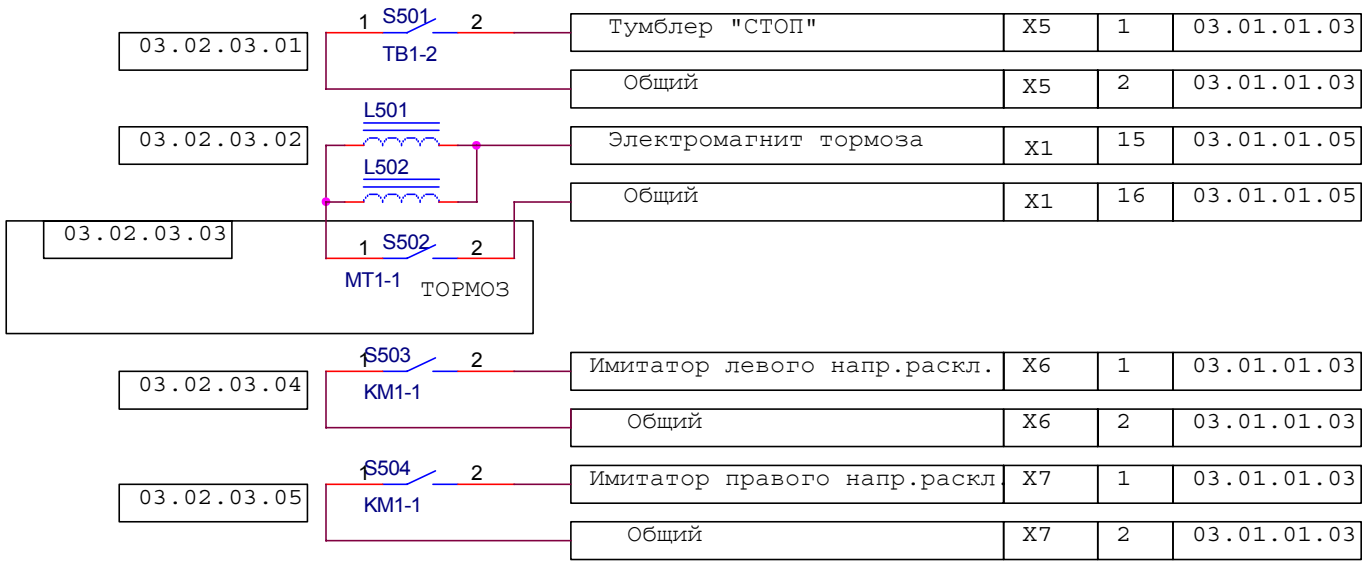 1 S501 2 Тумблер "СТОП" X5 1 03.01.01.03
03.02.03.01
ТВ1-2
Общий X5 2 03.01.01.03
L501
03.02.03.02 Электромагнит тормоза X1 15 03.01.01.05
L502
Общий X1 16 03.01.01.05
03.02.03.03
1 S502 2
МТ1-1 ТОРМОЗ
1 S503 2 Имитатор левого напр.раскл. X6 1 03.01.01.03
03.02.03.04
КМ1-1
Общий X6 2 03.01.01.03
1 S504 2 Имитатор правого напр.раскл. X7 1 03.01.01.03
03.02.03.05
КМ1-1
Общий X7 2 03.01.01.03